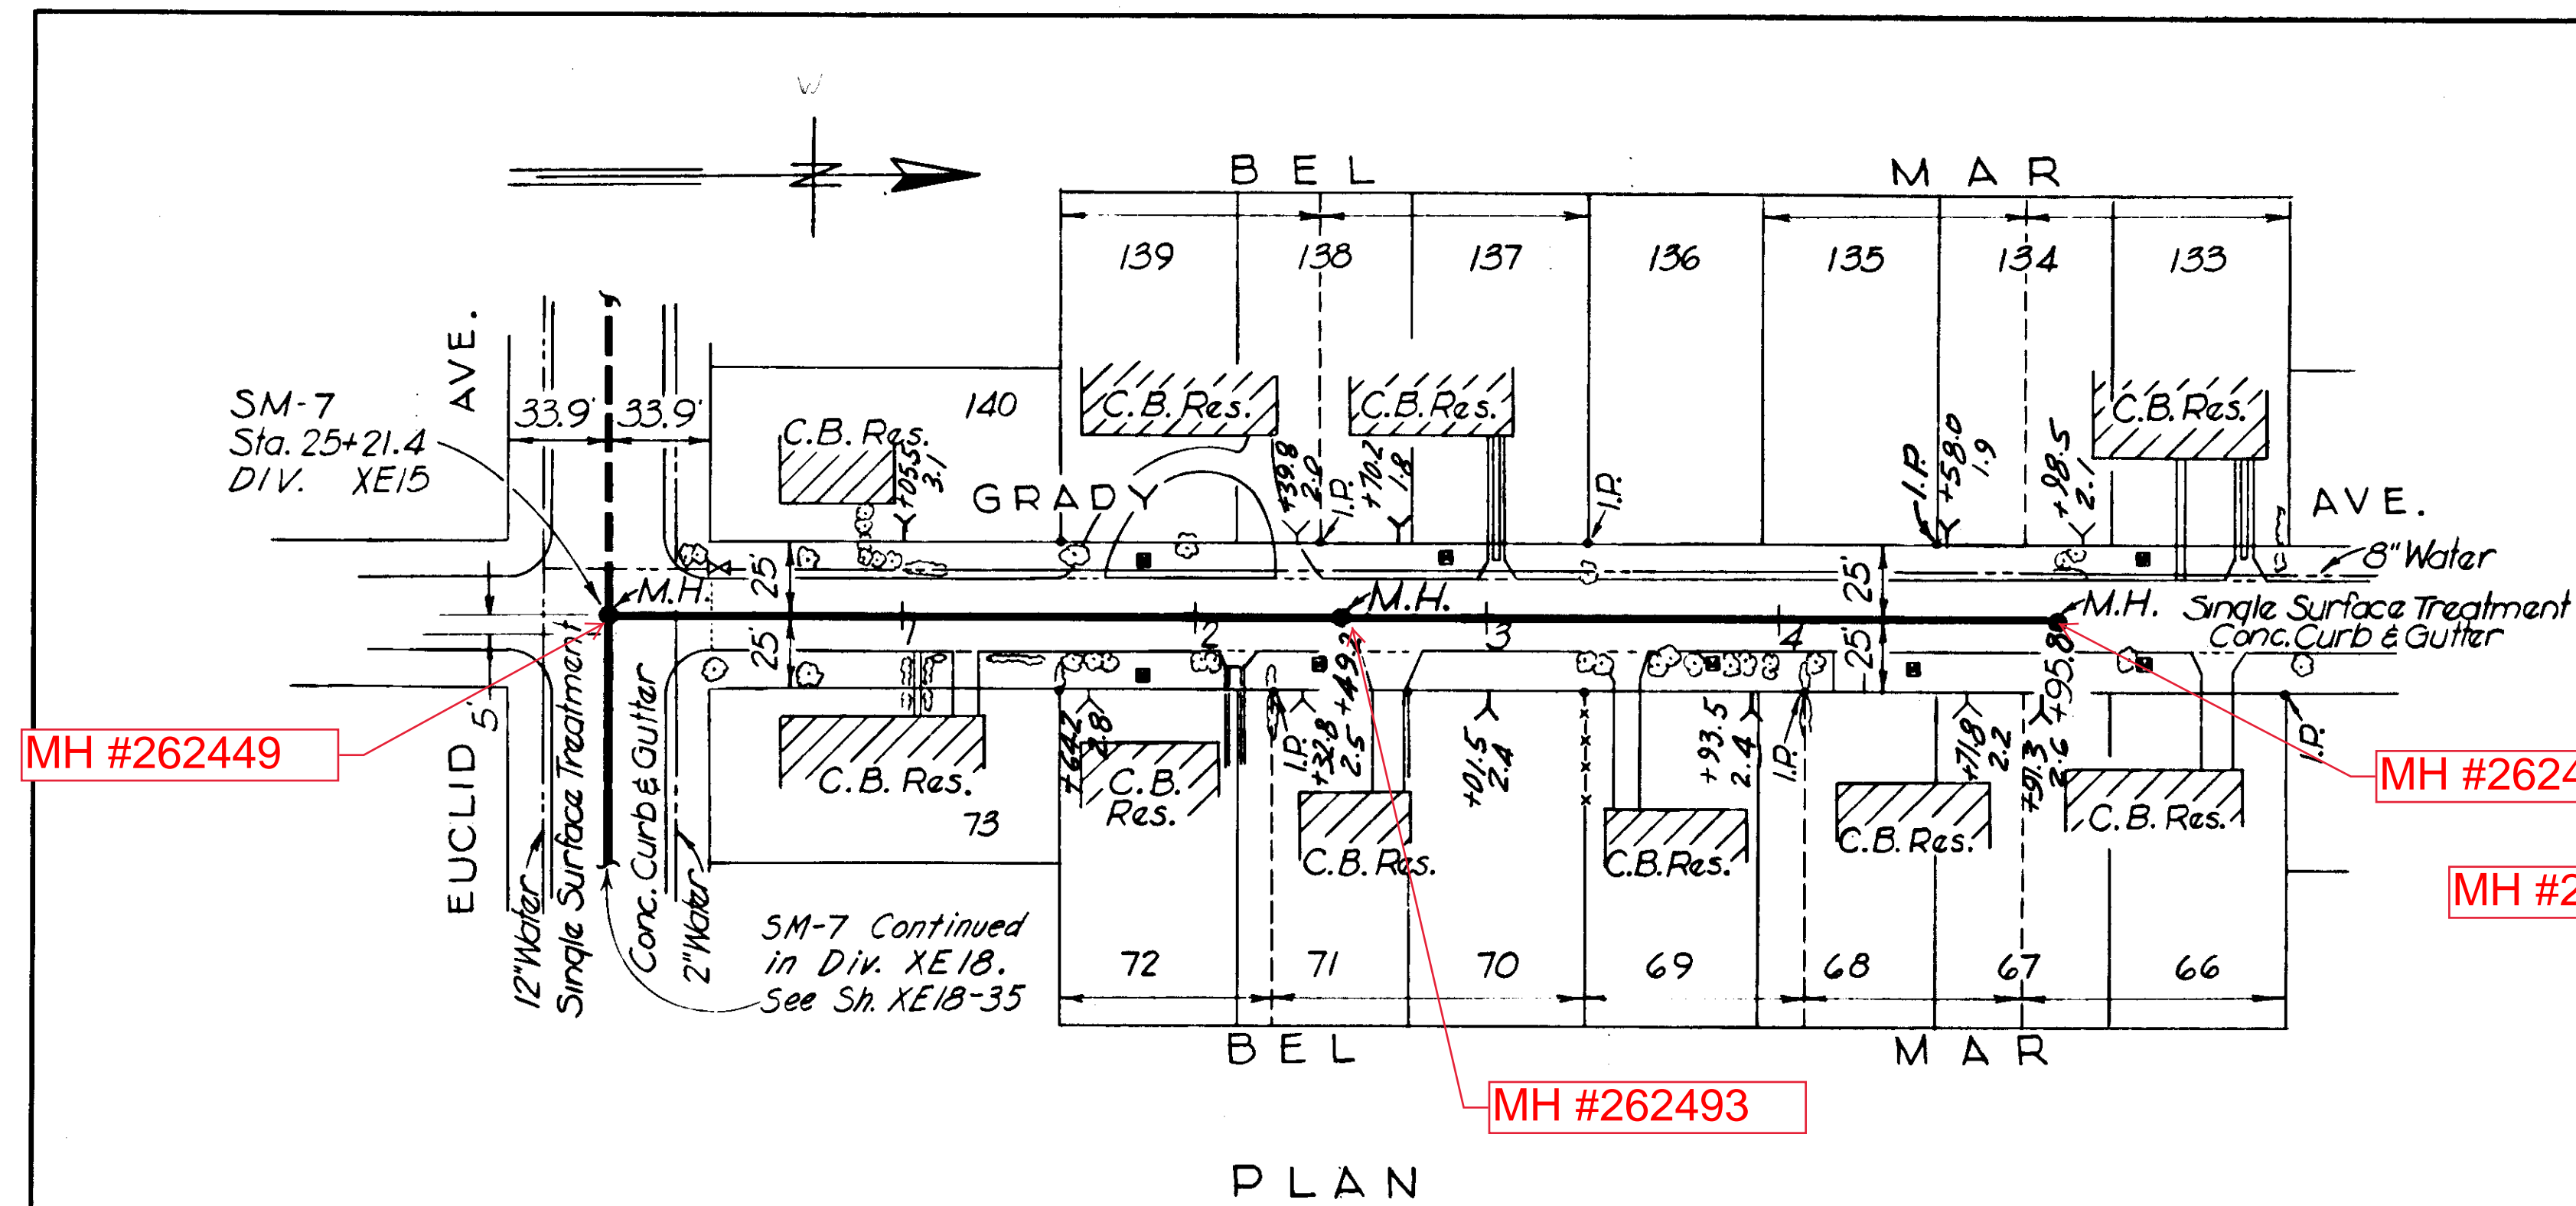 W
N
BEL MAR
139 138 137 136 135 134 133
AVE.
SM-7
Sta. 25+21.4
DIV. XE15
33.9' 33.9'
C.B. Res.
140
C.B. Res.
C.B. Res.
C.B. Res.
+05.5
3.1
GRADY
+39.8
2.0
I.P.
+70.2
1.8
I.P.
I.P.
+58.0
1.9
+98.5
2.1
AVE.
8" Water
25'
25'
M.H.
M.H.
M.H.
Single Surface Treatment
Conc. Curb & Gutter
1 2 3 4
25'
25'
5'
MH #262449
EUCLID
12" Water
Single Surface Treatment
Conc. Curb & Gutter
2" Water
C.B. Res.
73
+64.2
2.8
C.B.
Res.
I.P.
+32.8
2.5
+49.2
C.B. Res.
+01.5
2.4
C.B. Res.
+93.5
2.4
I.P.
C.B. Res.
+71.8
2.2
+91.3
2.6
+95.8
C.B. Res.
I.P.
MH #2624
MH #2
SM-7 Continued
in Div. XE18.
See Sh. XE18-35
72 71 70 69 68 67 66
BEL MAR
MH #262493
PLAN